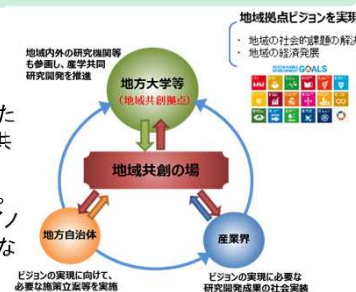 地域拠点ビジョンを実現
・ 地域の社会的課題の解決
・ 地域の経済発展
GOALS
地域内外の研究機関等
も参画し、産学共同
研究開発を推進
地方大学等
（地域共創拠点）
た
共
。
イノ
な
地域共創の場
地方自治体
産業界
ビジョンの実現に向けて、
必要な施策立案等を実施
ビジョンの実現に必要な
研究開発成果の社会実装